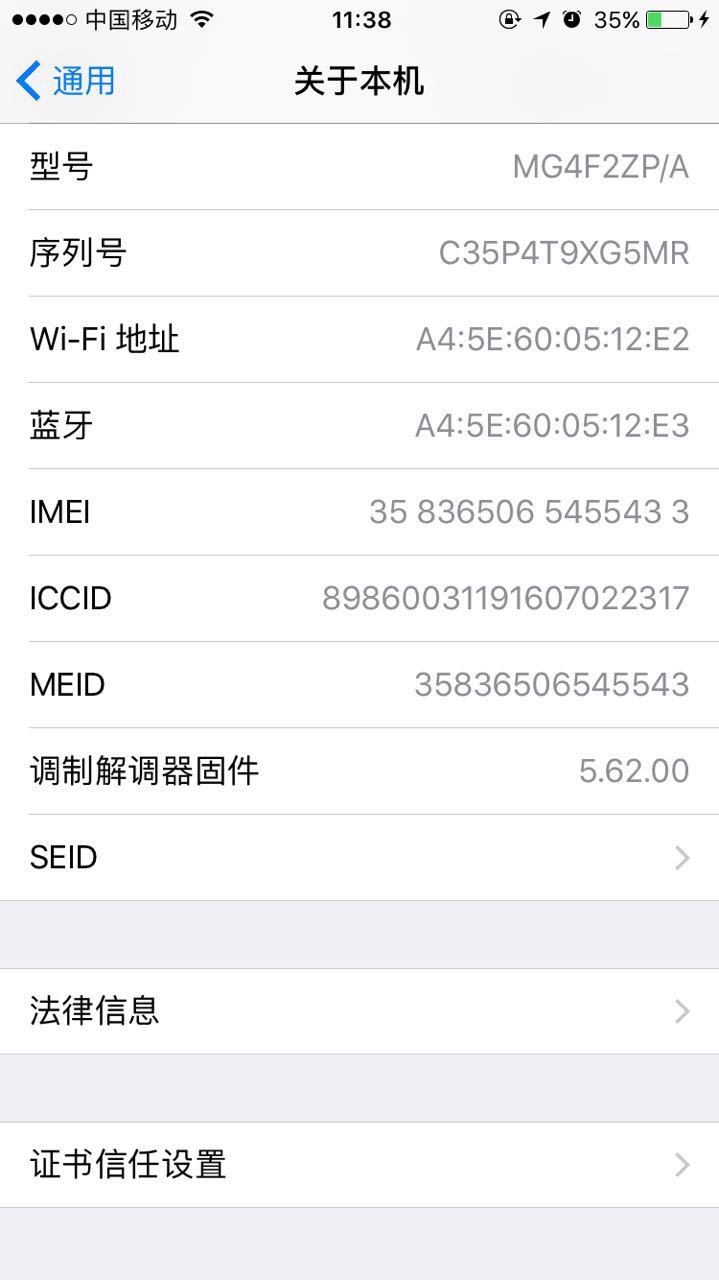 中国移动 11:38 35%
通用 关于本机
型号 MG4F2ZP/A
序列号 C35P4T9XG5MR
Wi-Fi 地址 A4:5E:60:05:12:E2
蓝牙 A4:5E:60:05:12:E3
IMEI 35 836506 545543 3
ICCID 89860031191607022317
MEID 35836506545543
调制解调器固件 5.62.00
SEID
法律信息
证书信任设置